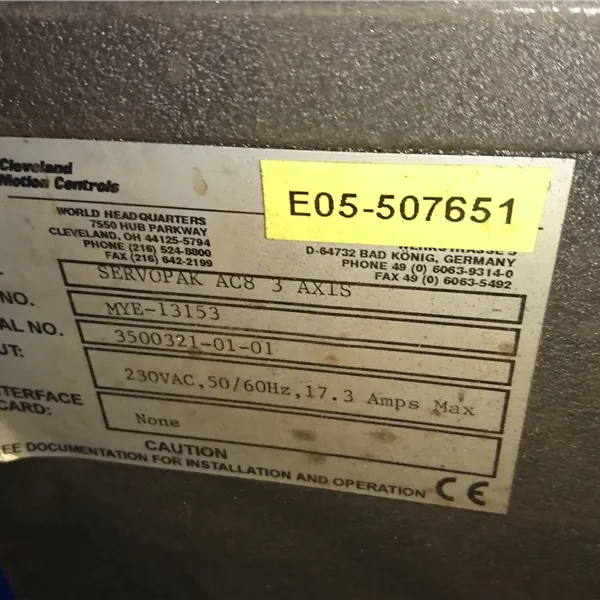 Cleveland
Motion Controls
E05-507651
WORLD HEADQUARTERS
7550 HUB PARKWAY
CLEVELAND, OH 44125-5794
PHONE (216) 524-8800
FAX (216) 642-2199
D-64732 BAD KÖNIG, GERMANY
PHONE 49 (0) 6063-9314-0
FAX 49 (0) 6063-5492
SERVOPAK AC8 3 AXIS
NO. MYE-13153
AL NO. 3500321-01-01
UT: 230VAC,50/60Hz,17.3 Amps Max
TERFACE
CARD: None
CAUTION
EE DOCUMENTATION FOR INSTALLATION AND OPERATION CE